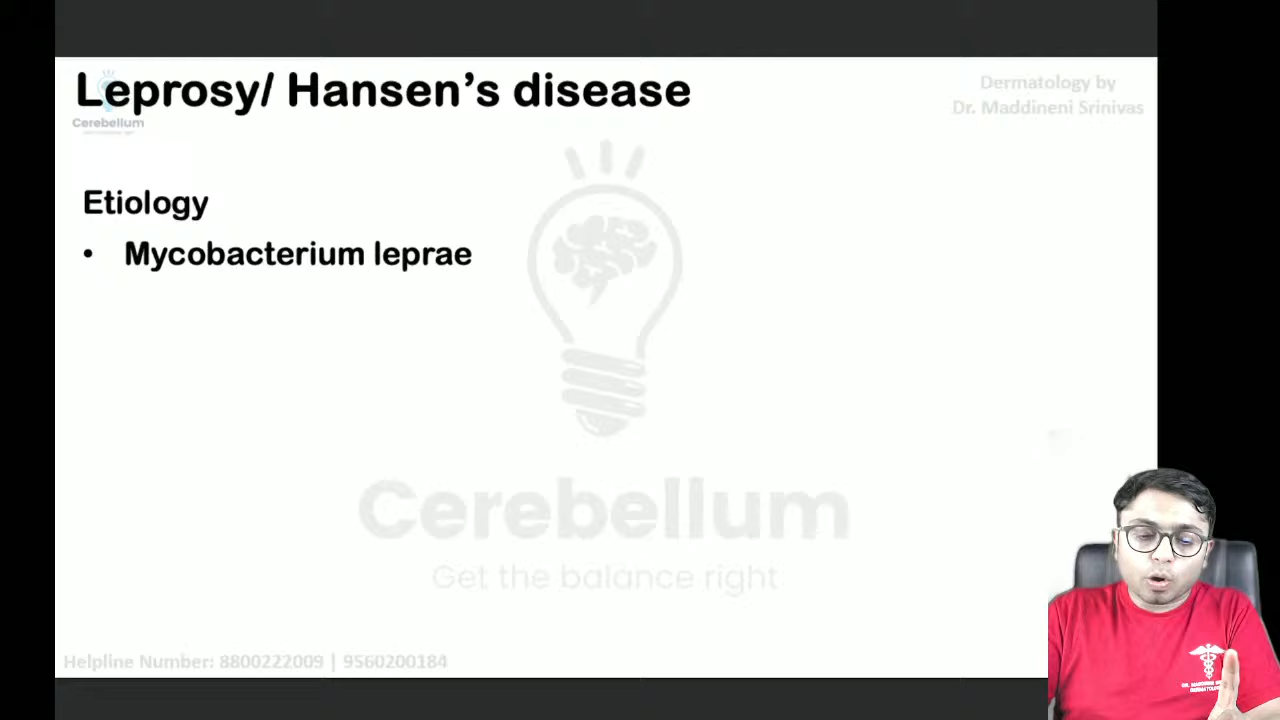 Leprosy/ Hansen's disease
Cerebellum
Dermatology by
Dr. Maddineni Srinivas
Etiology
• Mycobacterium leprae
Cerebellum
Get the balance right
Helpline Number: 8800222009 | 9560200184